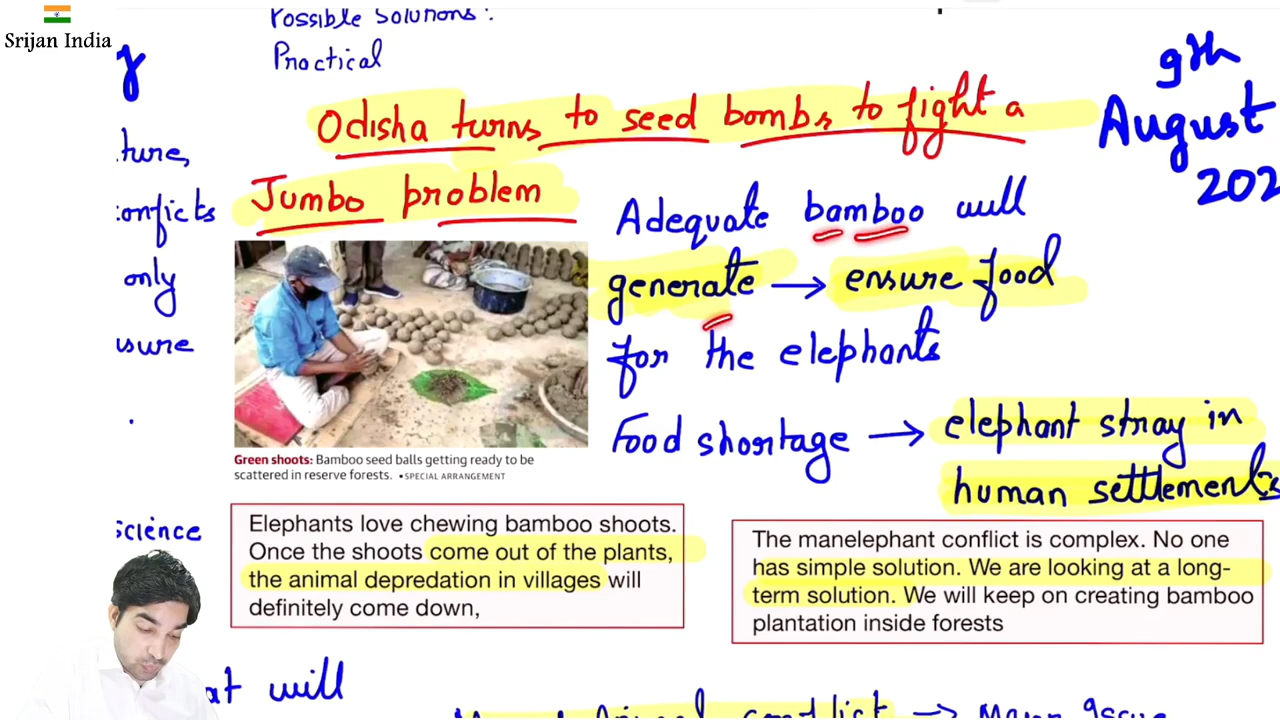 Srijan India
Possible Solutions:
Practical
9th
August
202
Odisha turns to seed bombs to fight a
Jumbo problem
onflicts
only
Adequate bamboo will
generate → ensure food
for the elephants
Food shortage → elephant stray in
human settlements
Green shoots: Bamboo seed balls getting ready to be
scattered in reserve forests. •SPECIAL ARRANGEMENT
science
Elephants love chewing bamboo shoots.
Once the shoots come out of the plants,
the animal depredation in villages will
definitely come down,
The manelephant conflict is complex. No one
has simple solution. We are looking at a long-
term solution. We will keep on creating bamboo
plantation inside forests
at will
conflict → Major Issue